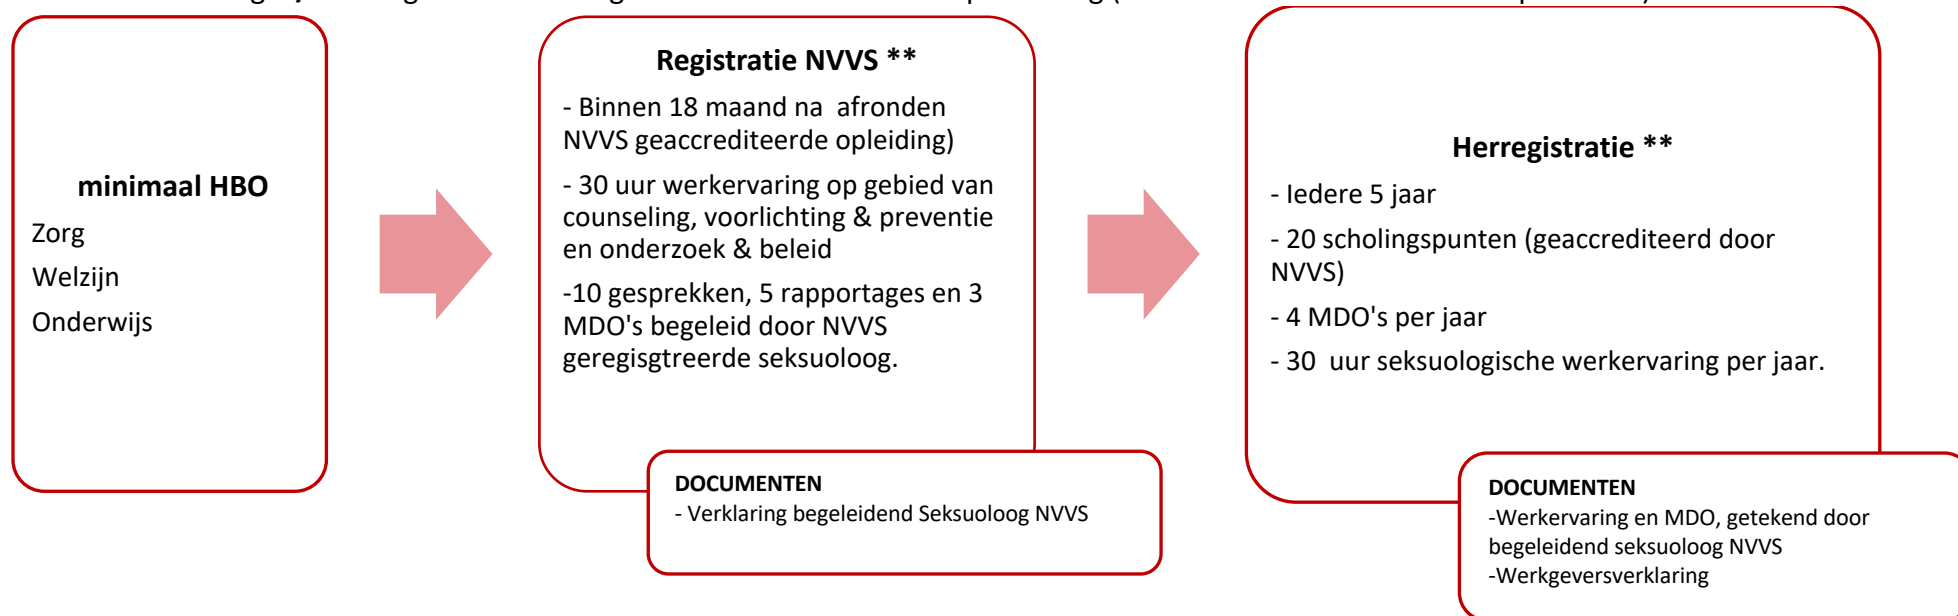 minimaal HBO
Zorg
Welzijn
Onderwijs
Registratie NVVS **
- Binnen 18 maand na  afronden
NVVS geaccrediteerde opleiding)
- 30 uur werkervaring op gebied van
counseling, voorlichting & preventie
en onderzoek & beleid
-10 gesprekken, 5 rapportages en 3
MDO's begeleid door NVVS
geregisgtreerde seksuoloog.
DOCUMENTEN
- Verklaring begeleidend Seksuoloog NVVS
Herregistratie **
- Iedere 5 jaar
- 20 scholingspunten (geaccrediteerd door
NVVS)
- 4 MDO's per jaar
- 30  uur seksuologische werkervaring per jaar.
DOCUMENTEN
-Werkervaring en MDO, getekend door
begeleidend seksuoloog NVVS
-Werkgeversverklaring